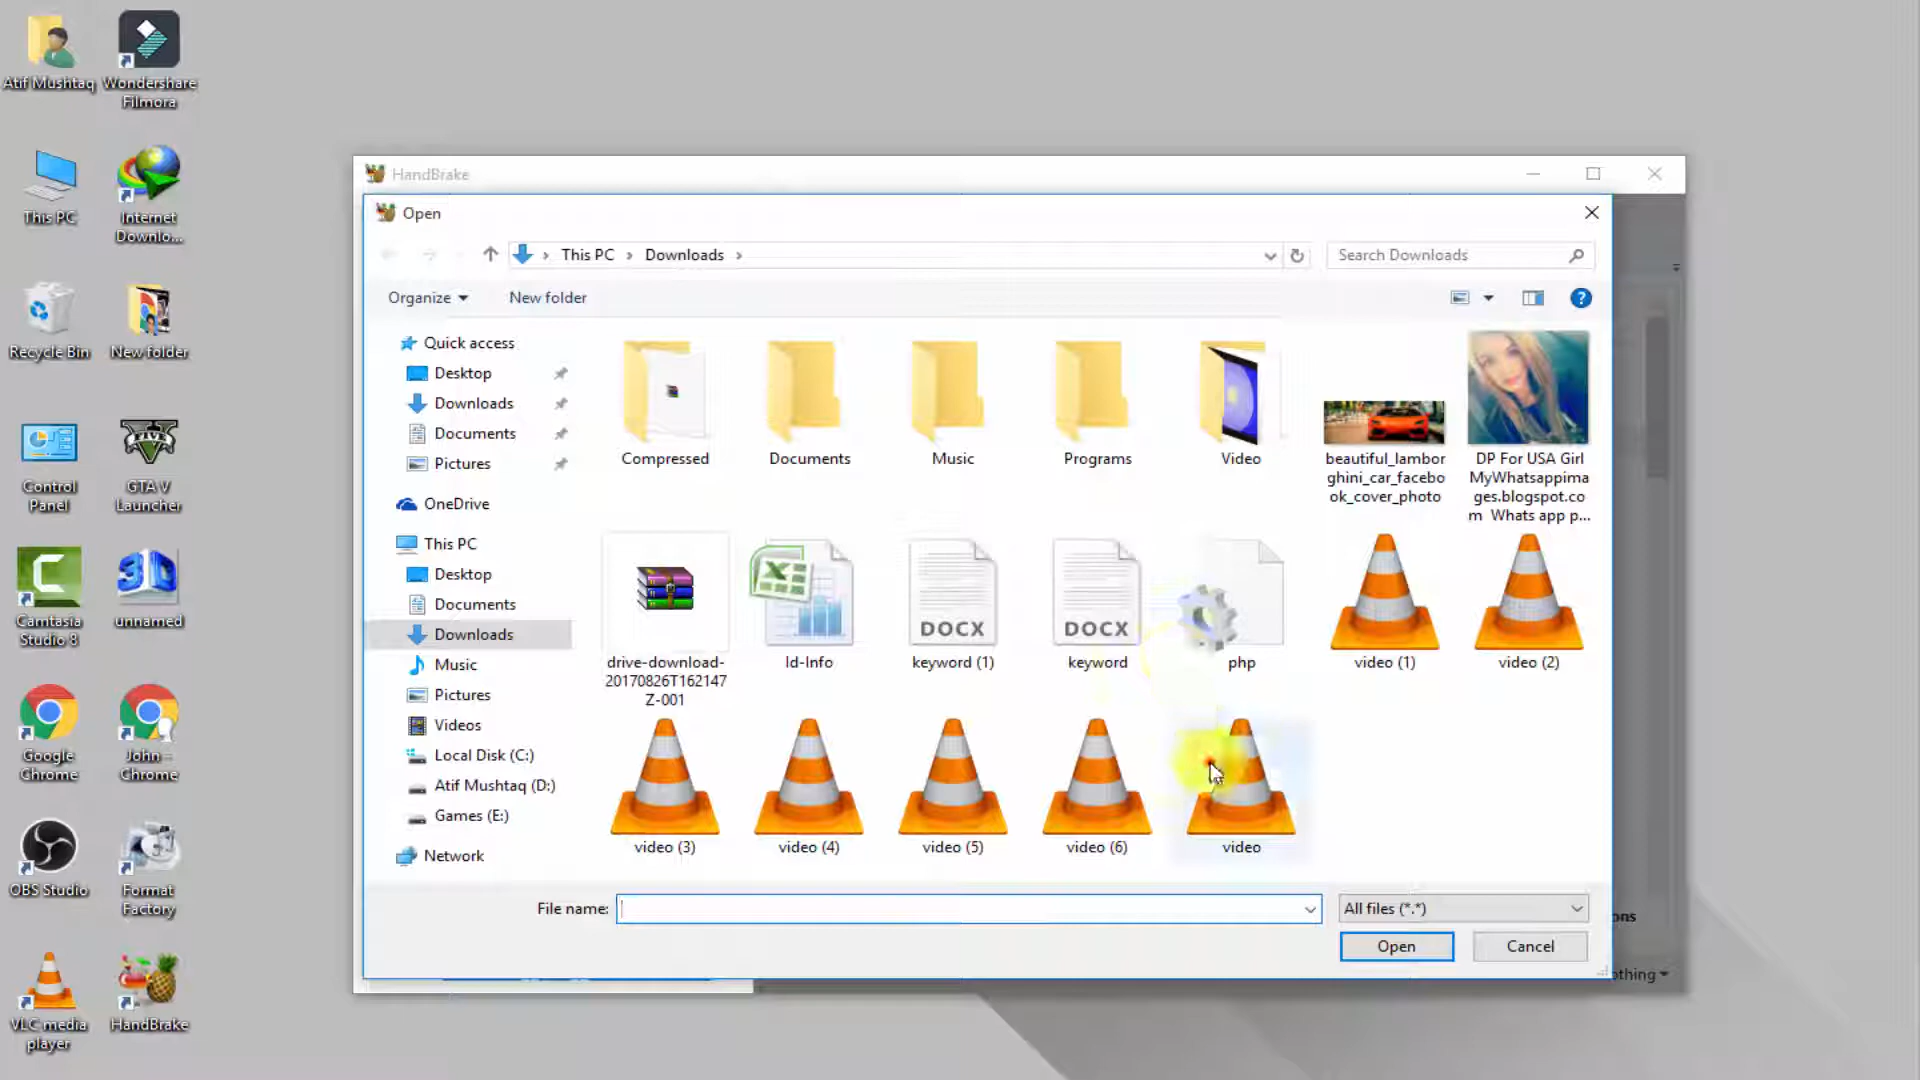 Atif Mushtaq
Wondershare
Filmora
This PC
Internet
Downlo...
Recycle Bin
New folder
Control
Panel
GTA V
Launcher
Camtasia
Studio 8
unnamed
Google
Chrome
John -
Chrome
OBS Studio
Format
Factory
VLC media
player
HandBrake
HandBrake
Open
This PC › Downloads ›
Search Downloads
Organize
New folder
Quick access
Desktop
Downloads
Documents
Pictures
OneDrive
This PC
Desktop
Documents
Downloads
Music
Pictures
Videos
Local Disk (C:)
Atif Mushtaq (D:)
Games (E:)
Network
Compressed
Documents
Music
Programs
Video
beautiful_lambor
ghini_car_facebo
ok_cover_photo
DP For USA Girl
MyWhatsappima
ges.blogspot.co
m Whats app p...
drive-download-
20170826T162147
Z-001
Id-Info
DOCX
keyword (1)
DOCX
keyword
php
video (1)
video (2)
video (3)
video (4)
video (5)
video (6)
video
File name:
All files (*.*)
Open
Cancel
ons
othing